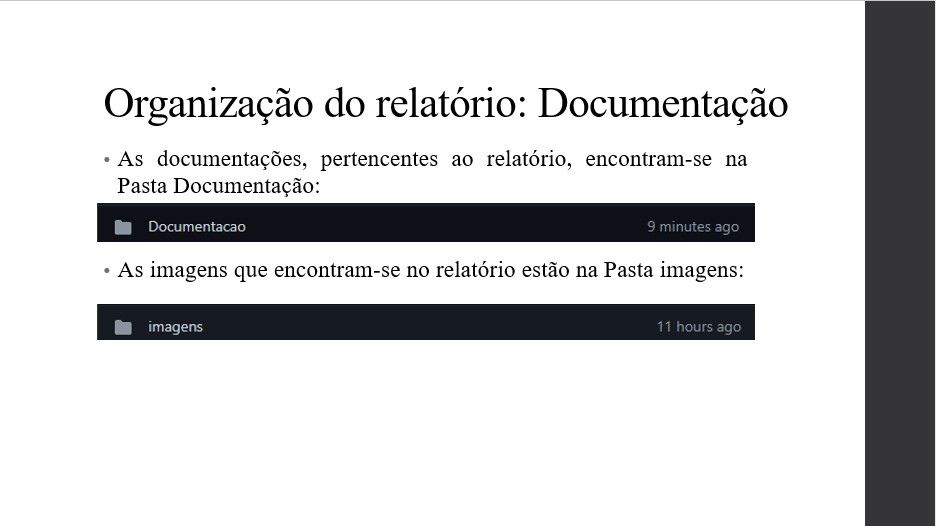 Organização do relatório: Documentação
• As documentações, pertencentes ao relatório, encontram-se na
Pasta Documentação:
Documentacao 9 minutes ago
• As imagens que encontram-se no relatório estão na Pasta imagens:
imagens 11 hours ago